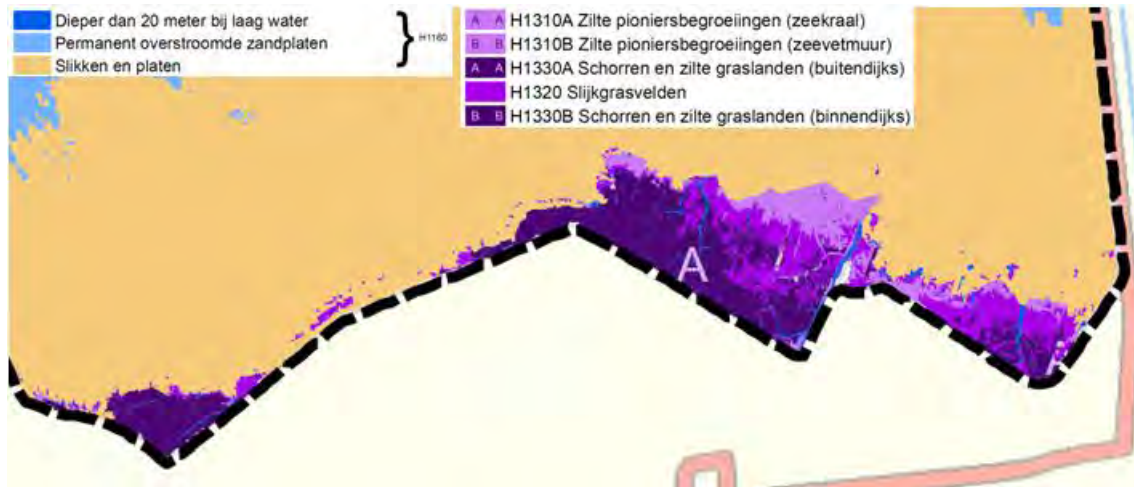 Dieper dan 20 meter bij laag water
Permanent overstroomde zandplaten
Slikken en platen
H1160
A A H1310A Zilte pioniersbegroeiingen (zeekraal)
B B H1310B Zilte pioniersbegroeiingen (zeevetmuur)
A A H1330A Schorren en zilte graslanden (buitendijks)
H1320 Slijkgrasvelden
B B H1330B Schorren en zilte graslanden (binnendijks)
A